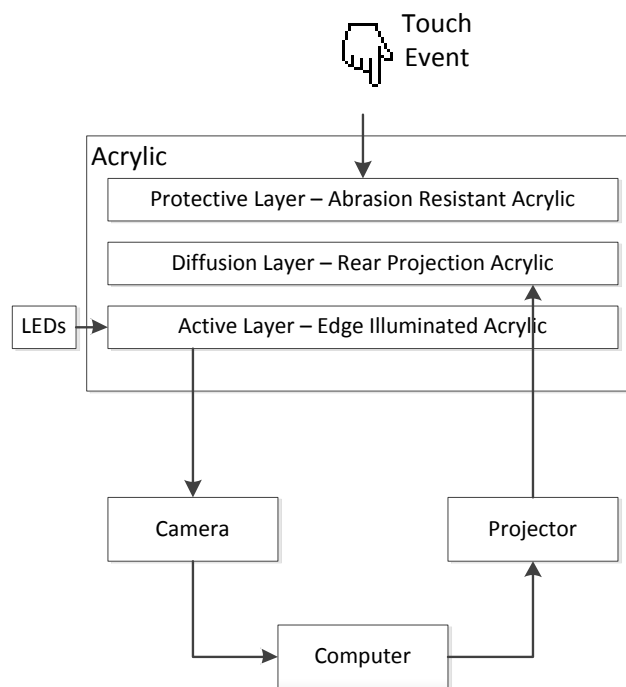 Touch
Event
Acrylic
Protective Layer – Abrasion Resistant Acrylic
Diffusion Layer – Rear Projection Acrylic
LEDs
Active Layer – Edge Illuminated Acrylic
Camera
Projector
Computer